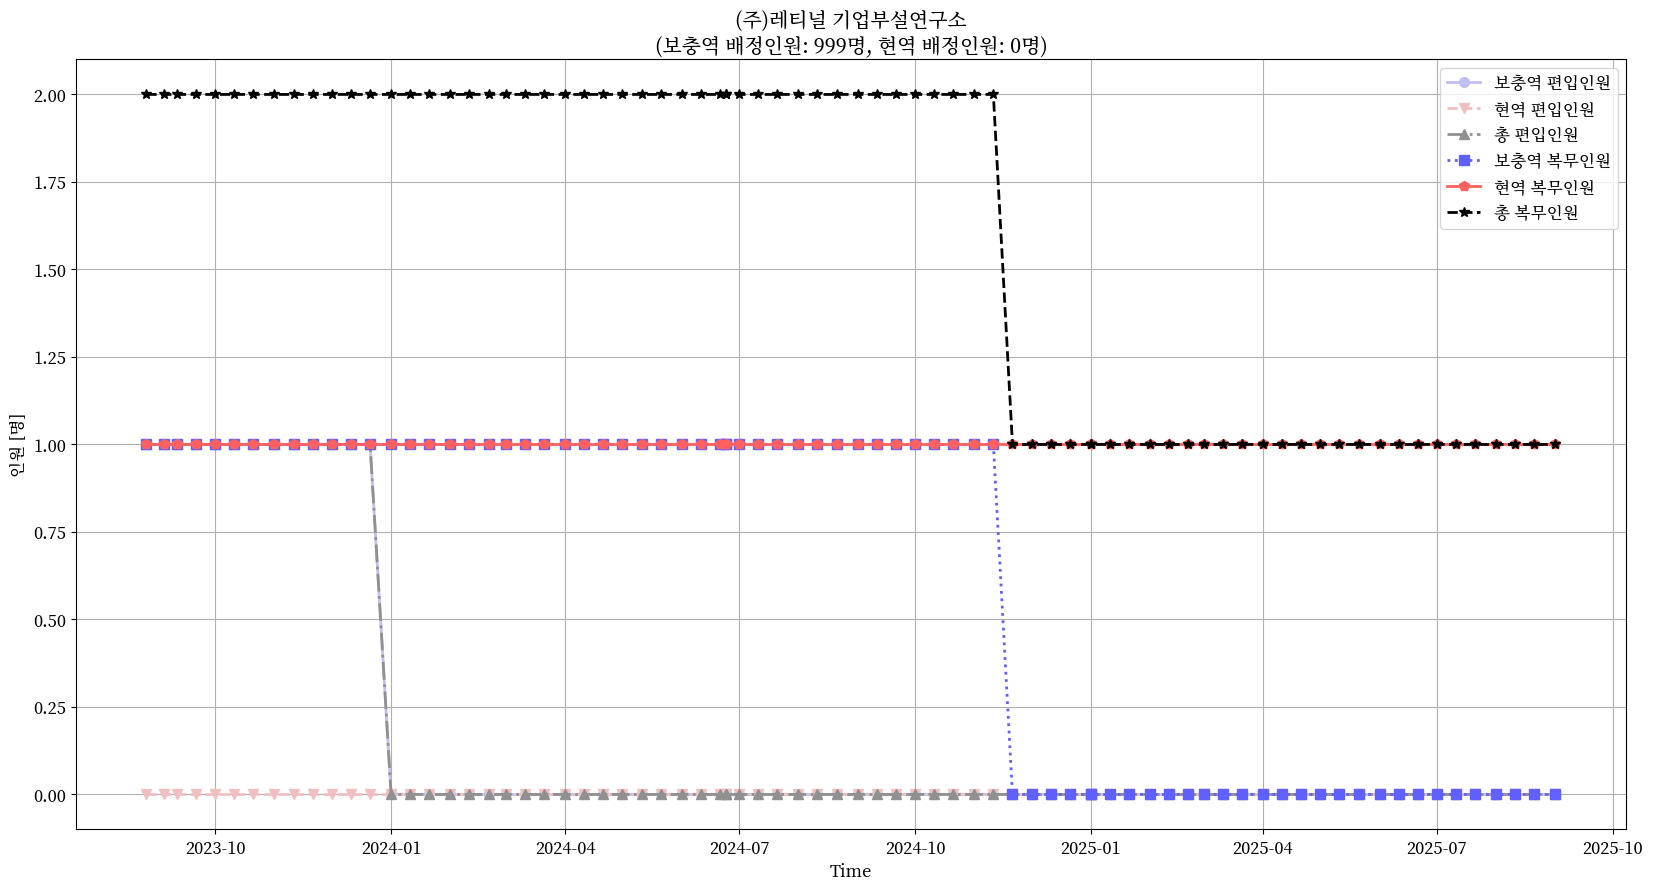 (주)레티널 기업부설연구소
(보충역 배정인원: 999명, 현역 배정인원: 0명)
보충역 편입인원
현역 편입인원
총 편입인원
보충역 복무인원
현역 복무인원
총 복무인원
인원 [명]
2.00
1.75
1.50
1.25
1.00
0.75
0.50
0.25
0.00
2023-10
2024-01
2024-04
2024-07
2024-10
2025-01
2025-04
2025-07
2025-10
Time